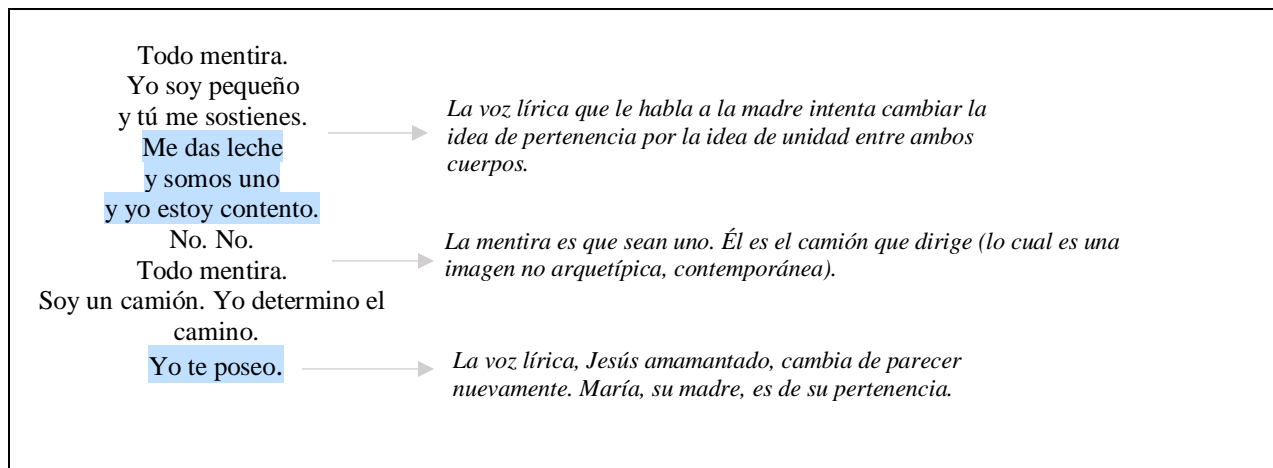 Todo mentira.
Yo soy pequeño
y tú me sostienes.
Me das leche
y somos uno
y yo estoy contento.
No. No.
Todo mentira.
Soy un camión. Yo determino el
camino.
Yo te poseo.
La voz lírica que le habla a la madre intenta cambiar la
idea de pertenencia por la idea de unidad entre ambos
cuerpos.
La mentira es que sean uno. Él es el camión que dirige (lo cual es una
imagen no arquetípica, contemporánea).
La voz lírica, Jesús amamantado, cambia de parecer
nuevamente. María, su madre, es de su pertenencia.